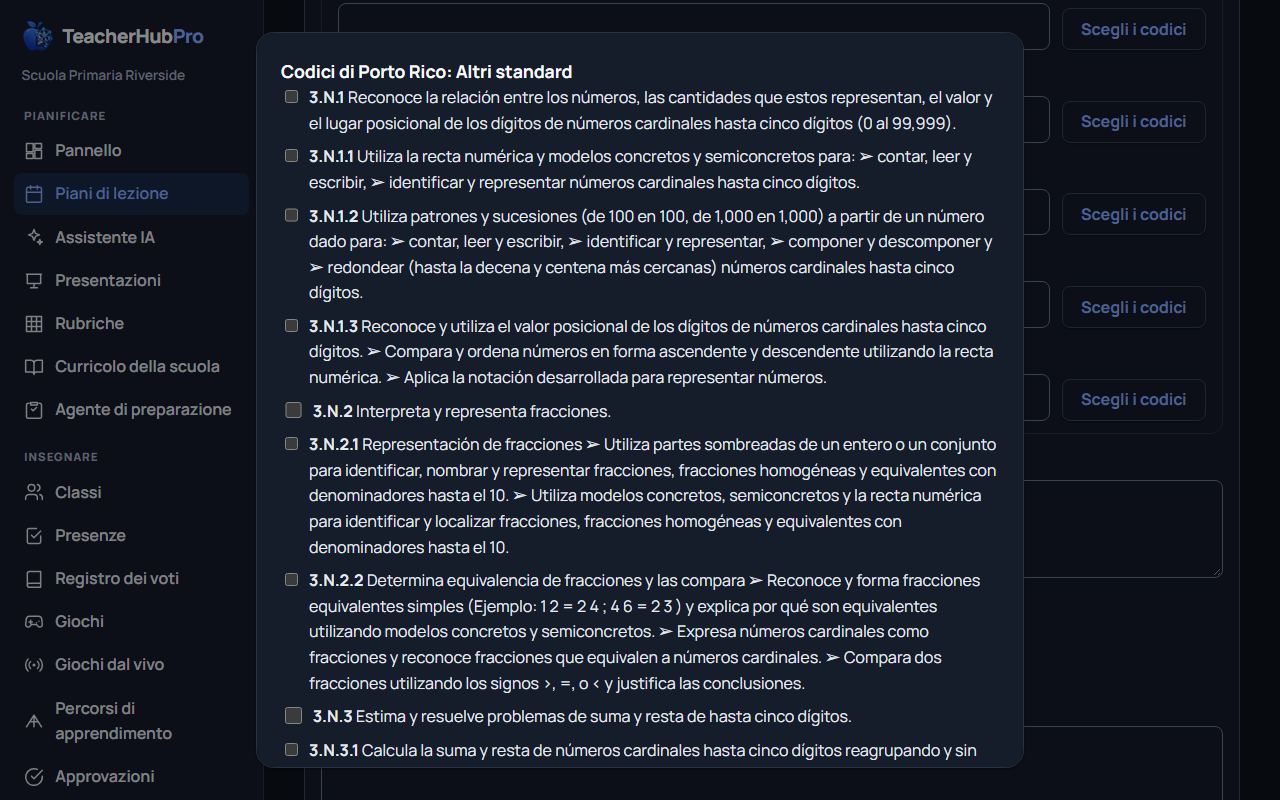 TeacherHubPro
Scuola Primaria Riverside
PIANIFICARE
Pannello
Piani di lezione
Assistente IA
Presentazioni
Rubriche
Curricolo della scuola
Agente di preparazione
INSEGNARE
Classi
Presenze
Registro dei voti
Giochi
Giochi dal vivo
Percorsi di
apprendimento
Approvazioni
Codici di Porto Rico: Altri standard
3.N.1 Reconoce la relación entre los números, las cantidades que estos representan, el valor y
el lugar posicional de los dígitos de números cardinales hasta cinco dígitos (0 al 99,999).
3.N.1.1 Utiliza la recta numérica y modelos concretos y semiconcretos para: ➢ contar, leer y
escribir, ➢ identificar y representar números cardinales hasta cinco dígitos.
3.N.1.2 Utiliza patrones y sucesiones (de 100 en 100, de 1,000 en 1,000) a partir de un número
dado para: ➢ contar, leer y escribir, ➢ identificar y representar, ➢ componer y descomponer y
➢ redondear (hasta la decena y centena más cercanas) números cardinales hasta cinco
dígitos.
3.N.1.3 Reconoce y utiliza el valor posicional de los dígitos de números cardinales hasta cinco
dígitos. ➢ Compara y ordena números en forma ascendente y descendente utilizando la recta
numérica. ➢ Aplica la notación desarrollada para representar números.
3.N.2 Interpreta y representa fracciones.
3.N.2.1 Representación de fracciones ➢ Utiliza partes sombreadas de un entero o un conjunto
para identificar, nombrar y representar fracciones, fracciones homogéneas y equivalentes con
denominadores hasta el 10. ➢ Utiliza modelos concretos, semiconcretos y la recta numérica
para identificar y localizar fracciones, fracciones homogéneas y equivalentes con
denominadores hasta el 10.
3.N.2.2 Determina equivalencia de fracciones y las compara ➢ Reconoce y forma fracciones
equivalentes simples (Ejemplo: 1 2 = 2 4 ; 4 6 = 2 3 ) y explica por qué son equivalentes
utilizando modelos concretos y semiconcretos. ➢ Expresa números cardinales como
fracciones y reconoce fracciones que equivalen a números cardinales. ➢ Compara dos
fracciones utilizando los signos >, =, o < y justifica las conclusiones.
3.N.3 Estima y resuelve problemas de suma y resta de hasta cinco dígitos.
3.N.3.1 Calcula la suma y resta de números cardinales hasta cinco dígitos reagrupando y sin
Scegli i codici
Scegli i codici
Scegli i codici
Scegli i codici
Scegli i codici